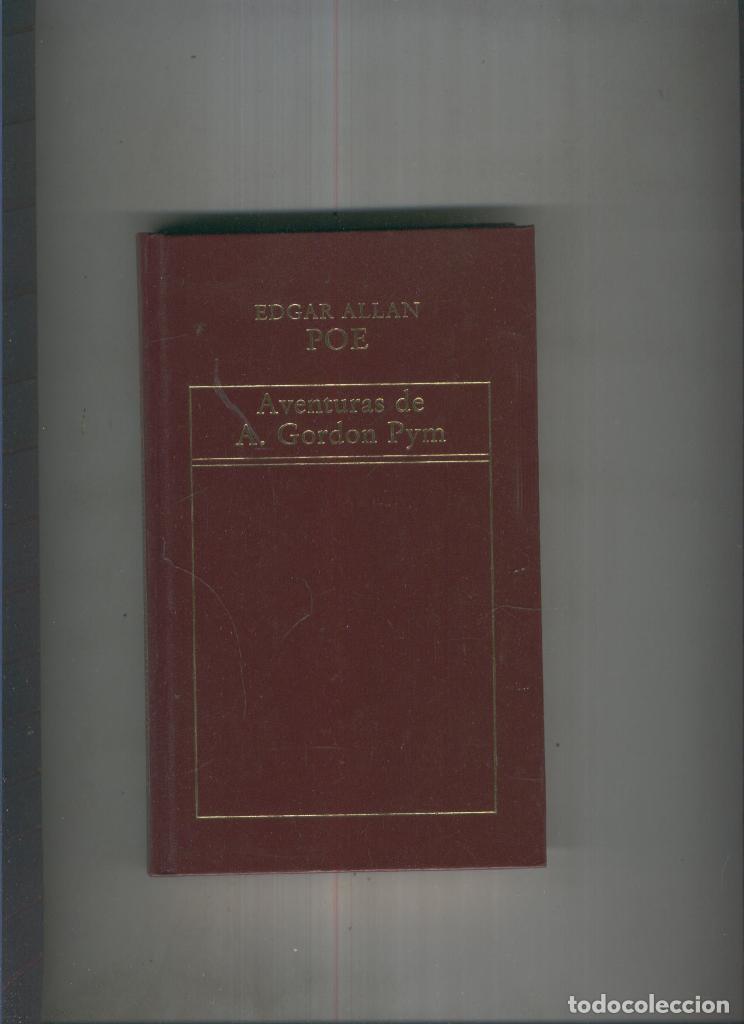 EDGAR ALLAN
POE
Aventuras de
A. Gordon Pym
todocoleccion